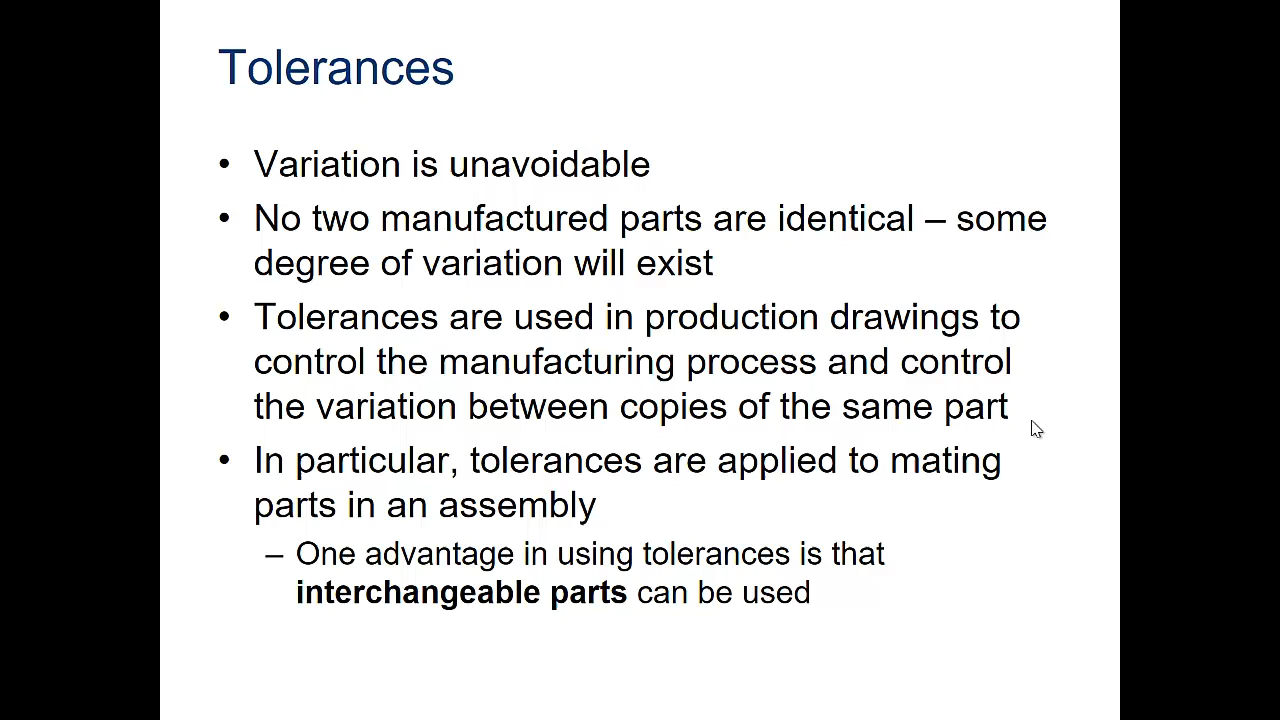 Tolerances
• Variation is unavoidable
• No two manufactured parts are identical – some
degree of variation will exist
• Tolerances are used in production drawings to
control the manufacturing process and control
the variation between copies of the same part
• In particular, tolerances are applied to mating
parts in an assembly
– One advantage in using tolerances is that
interchangeable parts can be used